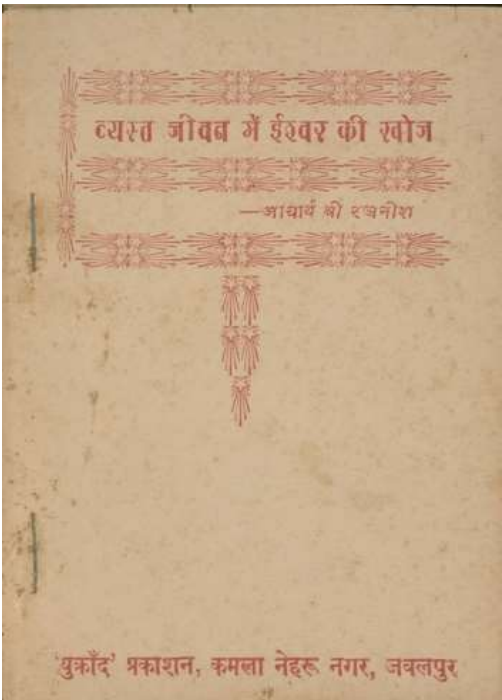 व्यस्त जीवन में ईश्वर की खोज
—आचार्य श्री रजनीश
'युक्राँद' प्रकाशन, कमला नेहरू नगर, जबलपुर